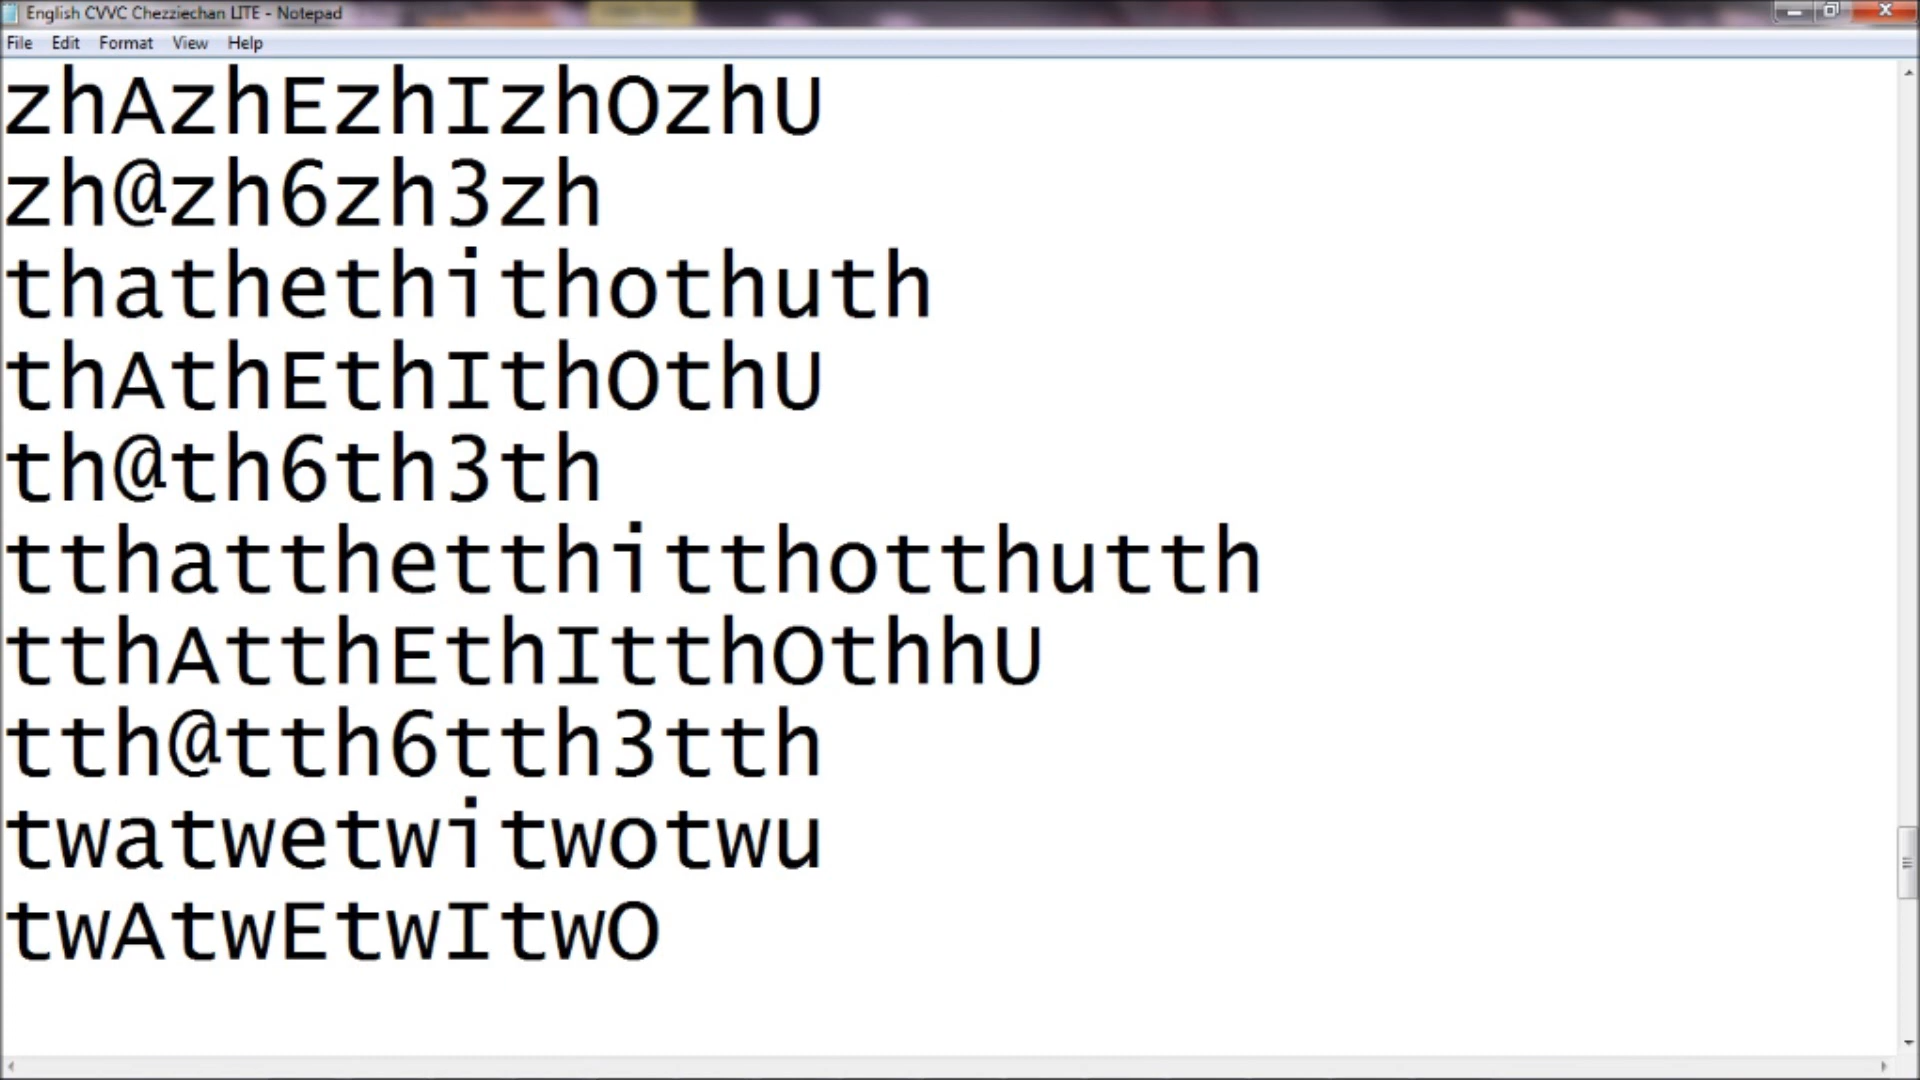 English CVVC Chezziechan LITE - Notepad
File Edit Format View Help
zhAzhEzhIzhOzhU
zh@zh6zh3zh
thathethithothuth
thAthEthIthOthU
th@th6th3th
tthatthetthitthotthutth
tthAtthEthItthOthhU
tth@tth6tth3tth
twatwetwitwotwu
twAtwEtwItwO